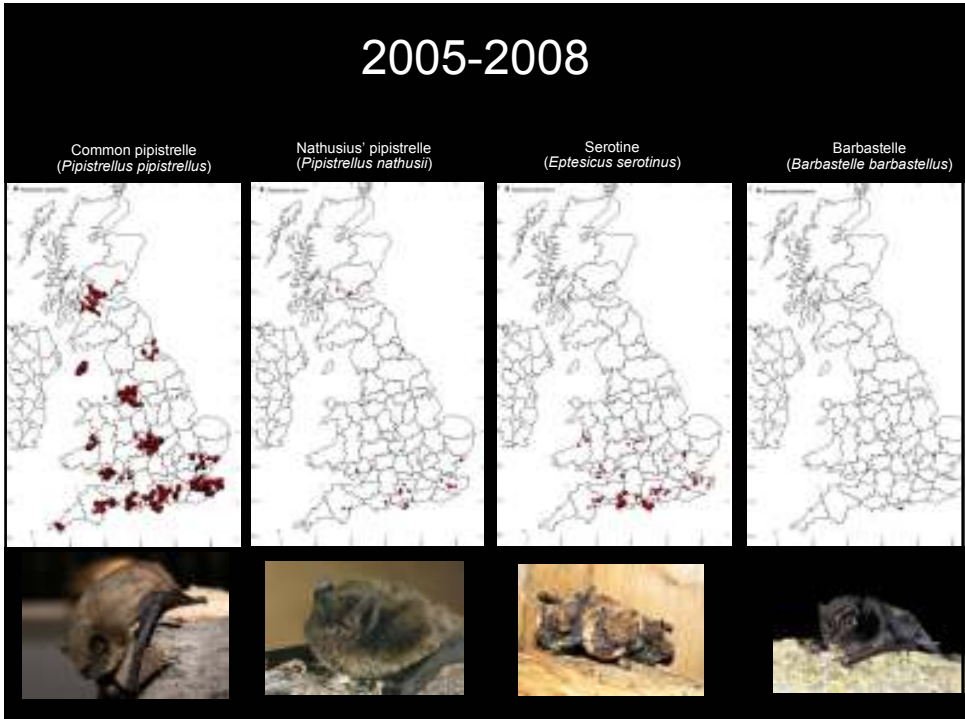 2005-2008
Common pipistrelle
(Pipistrellus pipistrellus)
Nathusius’ pipistrelle
(Pipistrellus nathusii)
Serotine
(Eptesicus serotinus)
Barbastelle
(Barbastelle barbastellus)